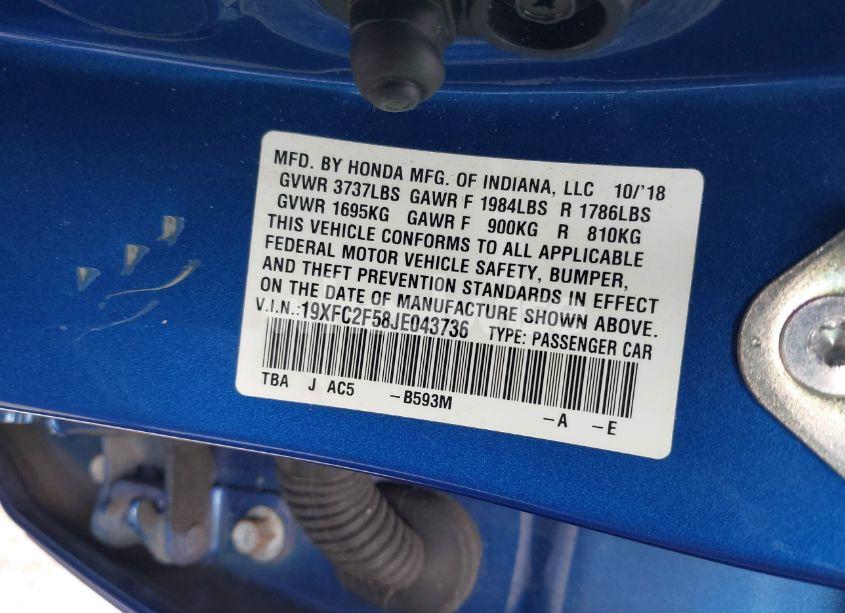 MFD. BY HONDA MFG. OF INDIANA, LLC 10/'18
GVWR 3737LBS GAWR F 1984LBS R 1786LBS
GVWR 1695KG GAWR F 900KG R 810KG
THIS VEHICLE CONFORMS TO ALL APPLICABLE
FEDERAL MOTOR VEHICLE SAFETY, BUMPER,
AND THEFT PREVENTION STANDARDS IN EFFECT
ON THE DATE OF MANUFACTURE SHOWN ABOVE.
V.I.N.:19XFC2F58JE043736 TYPE: PASSENGER CAR
TBA J AC5 -B593M -A -E